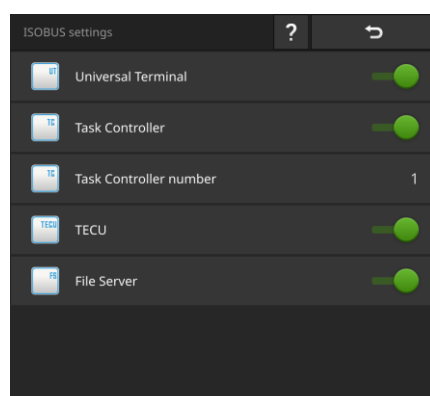 ISOBUS settings ?
UT Universal Terminal
TC Task Controller
TC Task Controller number 1
TECU TECU
FS File Server